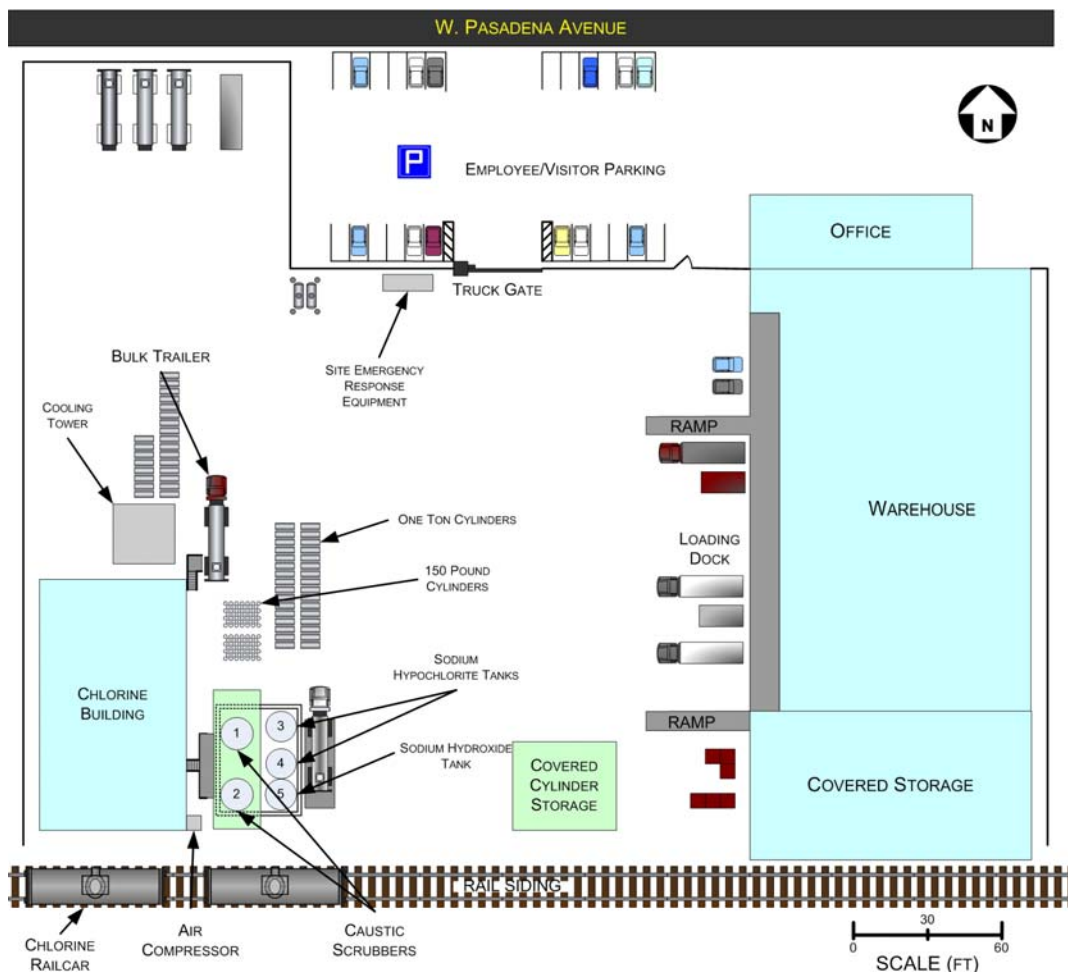 W. PASADENA AVENUE
N
P
EMPLOYEE/VISITOR PARKING
OFFICE
TRUCK GATE
BULK TRAILER
SITE EMERGENCY
RESPONSE
EQUIPMENT
COOLING
TOWER
RAMP
WAREHOUSE
ONE TON CYLINDERS
LOADING
DOCK
150 POUND
CYLINDERS
SODIUM
HYPOCHLORITE TANKS
CHLORINE
BUILDING
1
2
3
4
5
SODIUM HYDROXIDE
TANK
RAMP
COVERED
CYLINDER
STORAGE
COVERED STORAGE
RAIL SIDING
CHLORINE
RAILCAR
AIR
COMPRESSOR
CAUSTIC
SCRUBBERS
30
0
60
SCALE (FT)